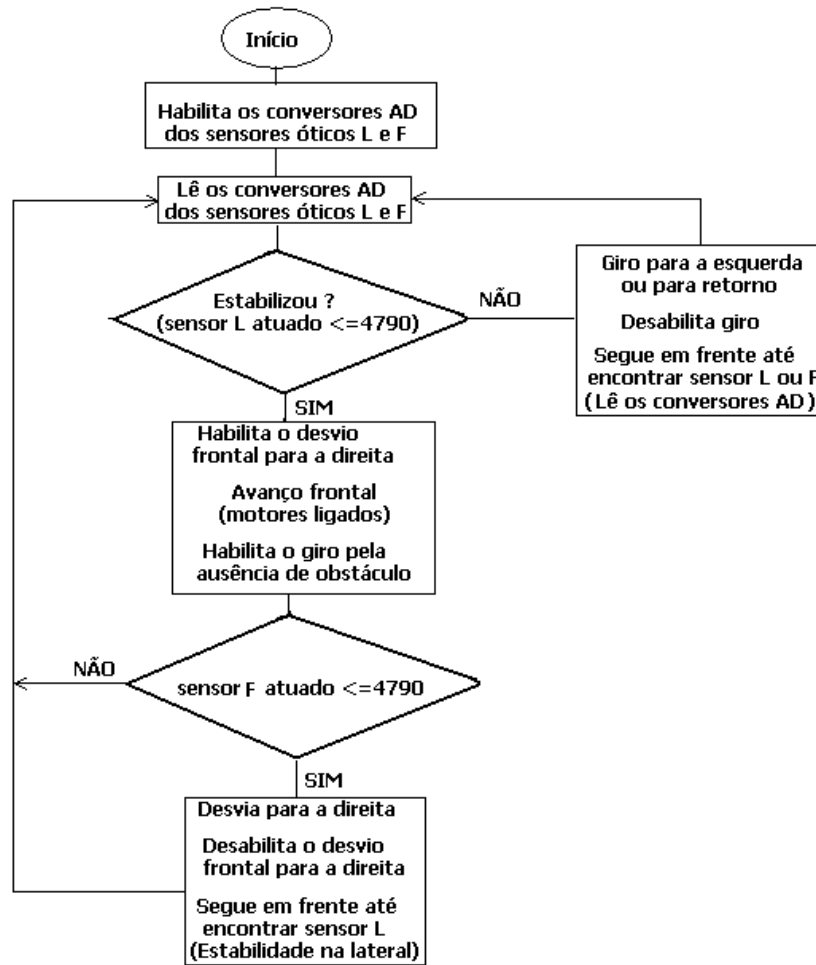 Início
Habilita os conversores AD
dos sensores óticos L e F
Lê os conversores AD
dos sensores óticos L e F
Estabilizou ?
(sensor L atuado <=4790)
NÃO
Giro para a esquerda
ou para retorno
Desabilita giro
Segue em frente até
encontrar sensor L ou F
(Lê os conversores AD)
SIM
Habilita o desvio
frontal para a direita
Avanço frontal
(motores ligados)
Habilita o giro pela
ausência de obstáculo
NÃO
sensor F atuado <=4790
SIM
Desvia para a direita
Desabilita o desvio
frontal para a direita
Segue em frente até
encontrar sensor L
(Estabilidade na lateral)